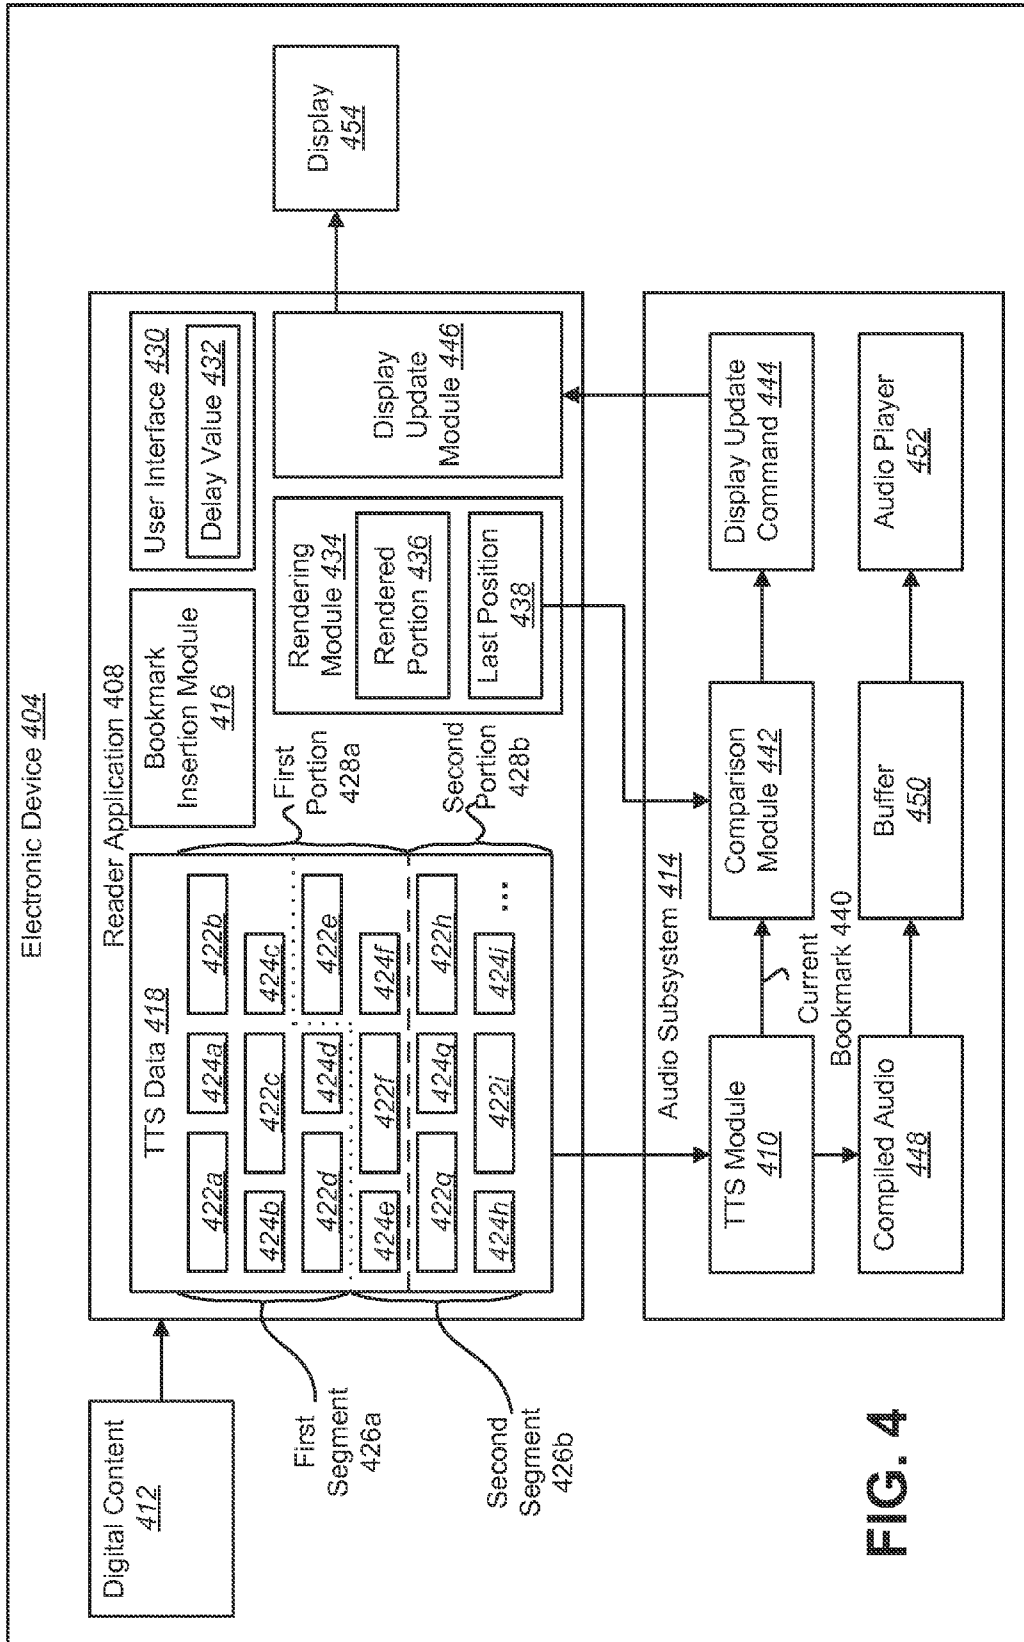 Electronic Device 404
Digital Content
412
Reader Application 408
TTS Data 418
422a
424a
422b
424b
422c
424c
422d
424d
422e
424e
422f
424f
422g
424g
422h
424h
422i
424i
...
First
Segment
426a
Second
Segment
426b
First
Portion
428a
Second
Portion
428b
Bookmark
Insertion Module
416
User Interface 430
Delay Value 432
Rendering
Module 434
Rendered
Portion 436
Last Position
438
Display
Update
Module 446
Display
454
Audio Subsystem 414
TTS Module
410
Current
Bookmark 440
Comparison
Module 442
Display Update
Command 444
Compiled Audio
448
Buffer
450
Audio Player
452
FIG. 4